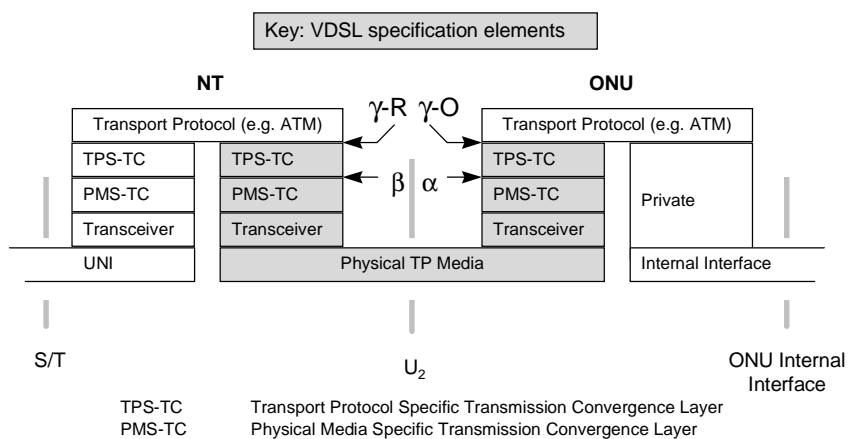 Key: VDSL specification elements
NT
ONU
γ-R γ-O
Transport Protocol (e.g. ATM)
Transport Protocol (e.g. ATM)
TPS-TC
TPS-TC
TPS-TC
PMS-TC
PMS-TC
β α
PMS-TC
Private
Transceiver
Transceiver
Transceiver
UNI
Physical TP Media
Internal Interface
S/T
U2
ONU Internal
Interface
TPS-TC Transport Protocol Specific Transmission Convergence Layer
PMS-TC Physical Media Specific Transmission Convergence Layer